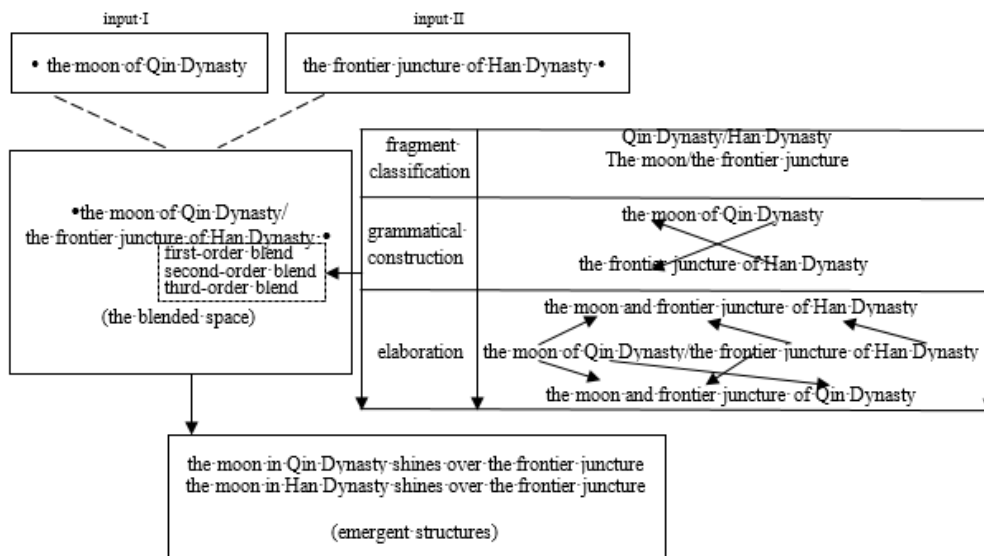 input I
input II
• the moon of Qin Dynasty
the frontier juncture of Han Dynasty •
•the moon of Qin Dynasty/
the frontier juncture of Han Dynasty •
first-order blend
second-order blend
third-order blend
(the blended space)
fragment
classification
Qin Dynasty/Han Dynasty
The moon/the frontier juncture
grammatical
construction
the moon of Qin Dynasty
the frontier juncture of Han Dynasty
elaboration
the moon and frontier juncture of Han Dynasty
the moon of Qin Dynasty/the frontier juncture of Han Dynasty
the moon and frontier juncture of Qin Dynasty
the moon in Qin Dynasty shines over the frontier juncture
the moon in Han Dynasty shines over the frontier juncture
(emergent structures)